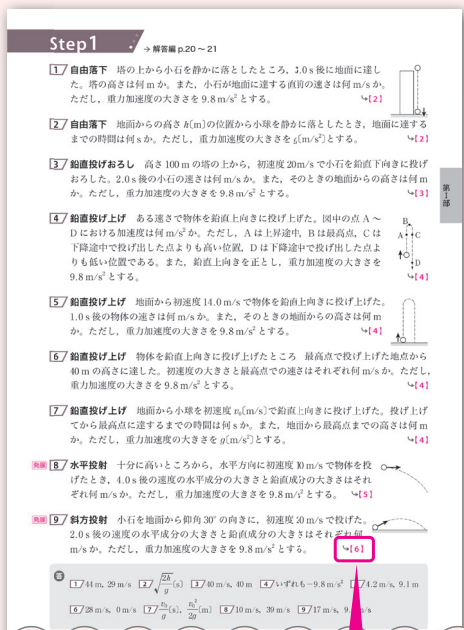 Step1 → 解答編 p.20～21
1 自由落下 塔の上から小石を静かに落としたところ，3.0 s 後に地面に達し
た。塔の高さは何 m か。また，小石が地面に達する直前の速さは何 m/s か。
ただし，重力加速度の大きさを 9.8 m/s² とする。 [2]
2 自由落下 地面からの高さ h[m]の位置から小球を静かに落としたとき，地面に達する
までの時間は何 s か。ただし，重力加速度の大きさを g[m/s²]とする。 [2]
3 鉛直投げおろし 高さ 100 m の塔の上から，初速度 20m/s で小石を鉛直下向きに投げ
おろした。2.0 s 後の小石の速さは何 m/s か。また，そのときの地面からの高さは何 m
か。ただし，重力加速度の大きさを 9.8 m/s² とする。 [3]
第Ⅰ部
4 鉛直投げ上げ ある速さで物体を鉛直上向きに投げ上げた。図中の点 A～
D における加速度は何 m/s² か。ただし，A は上昇途中，B は最高点，C は
下降途中で投げ出した点よりも高い位置，D は下降途中で投げ出した点よ
りも低い位置である。また，鉛直上向きを正とし，重力加速度の大きさを
9.8 m/s² とする。 [4]
B
A C
D
5 鉛直投げ上げ 地面から初速度 14.0 m/s で物体を鉛直上向きに投げ上げた。
1.0 s 後の物体の速さは何 m/s か。また，そのときの地面からの高さは何 m
か。ただし，重力加速度の大きさを 9.8 m/s² とする。 [4]
6 鉛直投げ上げ 物体を鉛直上向きに投げ上げたところ 最高点で投げ上げた地点から
40 m の高さに達した。初速度の大きさと最高点での速さはそれぞれ何 m/s か。ただし，
重力加速度の大きさを 9.8 m/s² とする。 [4]
7 鉛直投げ上げ 地面から小球を初速度 v₀[m/s]で鉛直上向きに投げ上げた。投げ上げ
てから最高点に達するまでの時間は何 s か。また，地面から最高点までの高さは何 m
か。ただし，重力加速度の大きさを g[m/s²]とする。 [4]
発展 8 水平投射 十分に高いところから，水平方向に初速度 10 m/s で物体を投
げたとき，4.0 s 後の速度の水平成分の大きさと鉛直成分の大きさはそれ
ぞれ何 m/s か。ただし，重力加速度の大きさを 9.8 m/s² とする。 [5]
発展 9 斜方投射 小石を地面から仰角 30° の向きに，初速度 20 m/s で投げた。
2.0 s 後の速度の水平成分の大きさと鉛直成分の大きさはそれぞれ何
m/s か。ただし，重力加速度の大きさを 9.8 m/s² とする。 [6]
答 1 44 m, 29 m/s 2 √(2h/g)[s] 3 40 m/s, 40 m 4 いずれも −9.8 m/s² 5 4.2 m/s, 9.1 m
6 28 m/s, 0 m/s 7 v₀/g[s], v₀²/2g[m] 8 10 m/s, 39 m/s 9 17 m/s, m/s